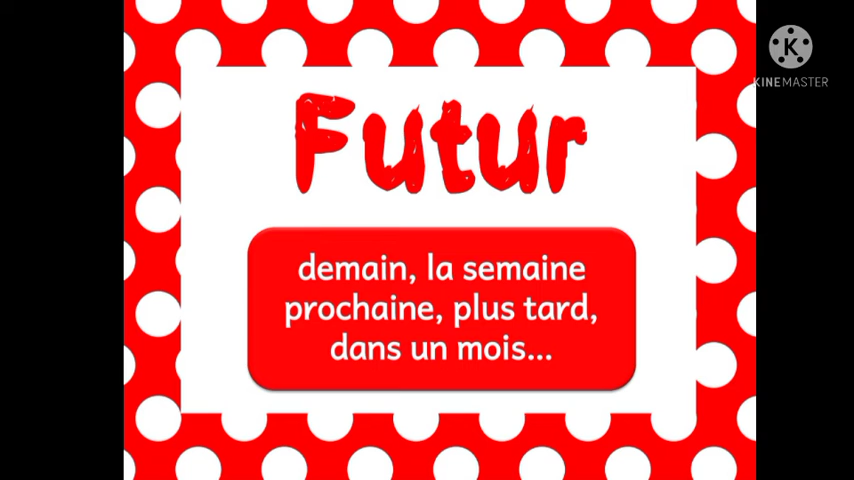 KINEMASTER
Futur
demain, la semaine
prochaine, plus tard,
dans un mois...